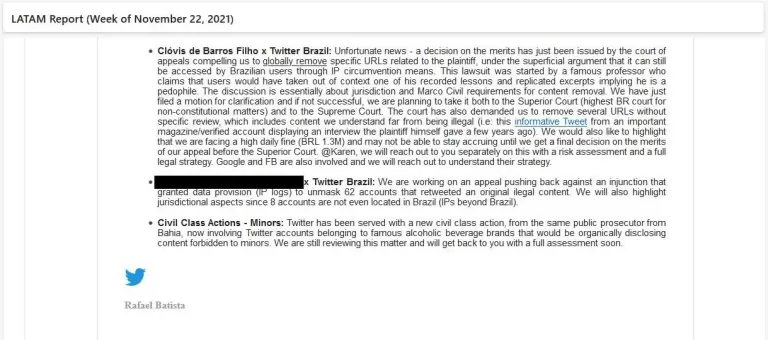 LATAM Report (Week of November 22, 2021)
• Clóvis de Barros Filho x Twitter Brazil: Unfortunate news - a decision on the merits has just been issued by the court of
appeals compelling us to globally remove specific URLs related to the plaintiff, under the superficial argument that it can still
be accessed by Brazilian users through IP circumvention means. This lawsuit was started by a famous professor who
claims that users would have taken out of context one of his recorded lessons and replicated excerpts implying he is a
pedophile. The discussion is essentially about jurisdiction and Marco Civil requirements for content removal. We have just
filed a motion for clarification and if not successful, we are planning to take it both to the Superior Court (highest BR court for
non-constitutional matters) and to the Supreme Court. The court has also demanded us to remove several URLs without
specific review, which includes content we understand far from being illegal (i.e: this informative Tweet from an important
magazine/verified account displaying an interview the plaintiff himself gave a few years ago). We would also like to highlight
that we are facing a high daily fine (BRL 1.3M) and may not be able to stay accruing until we get a final decision on the merits
of our appeal before the Superior Court. @Karen, we will reach out to you separately on this with a risk assessment and a full
legal strategy. Google and FB are also involved and we will reach out to understand their strategy.
• x Twitter Brazil: We are working on an appeal pushing back against an injunction that
granted data provision (IP logs) to unmask 62 accounts that retweeted an original ilegal content. We will also highlight
jurisdictional aspects since 8 accounts are not even located in Brazil (IPs beyond Brazil).
• Civil Class Actions - Minors: Twitter has been served with a new civil class action, from the same public prosecutor from
Bahia, now involving Twitter accounts belonging to famous alcoholic beverage brands that would be organically disclosing
content forbidden to minors. We are still reviewing this matter and will get back to you with a full assessment soon.
Rafael Batista